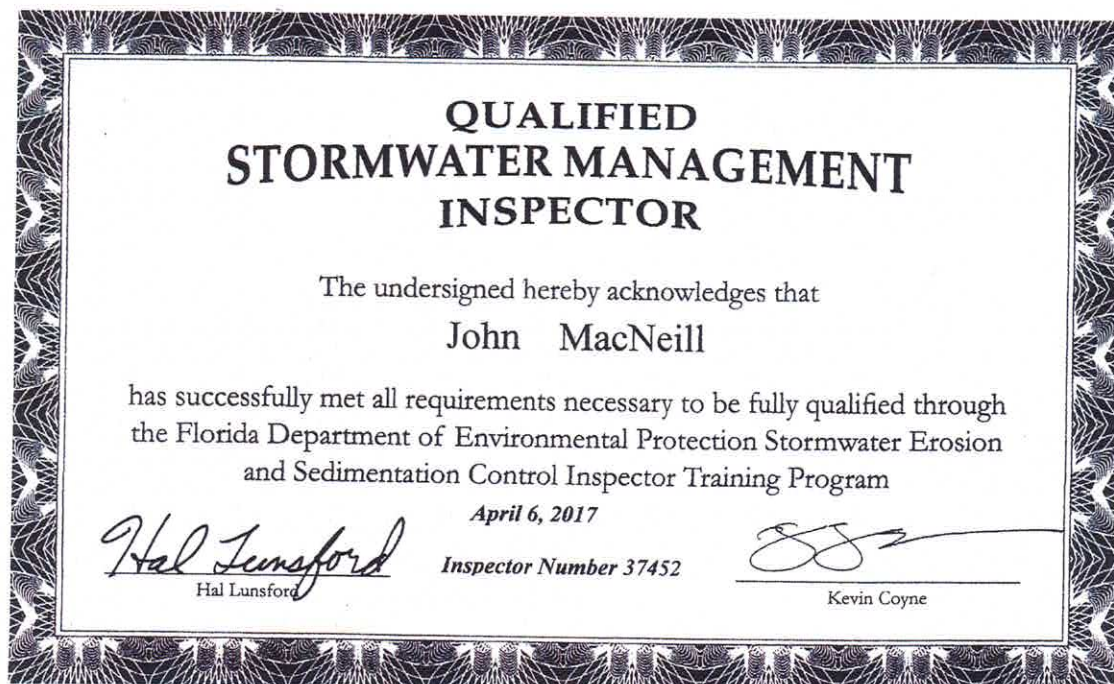 QUALIFIED
STORMWATER MANAGEMENT
INSPECTOR
The undersigned hereby acknowledges that
John MacNeill
has successfully met all requirements necessary to be fully qualified through
the Florida Department of Environmental Protection Stormwater Erosion
and Sedimentation Control Inspector Training Program
April 6, 2017
Hal Lunsford
Inspector Number 37452
Hal Lunsford
Kevin Coyne